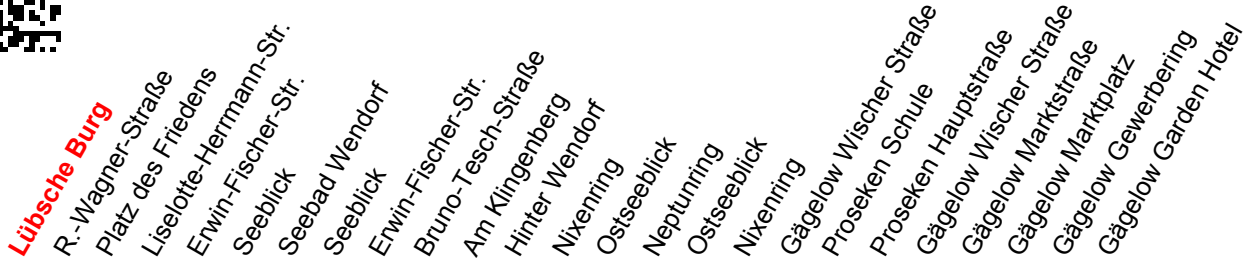 Lübsche Burg
R.-Wagner-Straße
Platz des Friedens
Liselotte-Herrmann-Str.
Erwin-Fischer-Str.
Seeblick
Seebad Wendorf
Seeblick
Erwin-Fischer-Str.
Bruno-Tesch-Straße
Am Klingenberg
Hinter Wendorf
Nixenring
Ostseeblick
Neptunring
Ostseeblick
Nixenring
Gägelow Wischer Straße
Proseken Schule
Proseken Hauptstraße
Gägelow Wischer Straße
Gägelow Marktstraße
Gägelow Marktplatz
Gägelow Gewerbering
Gägelow Garden Hotel